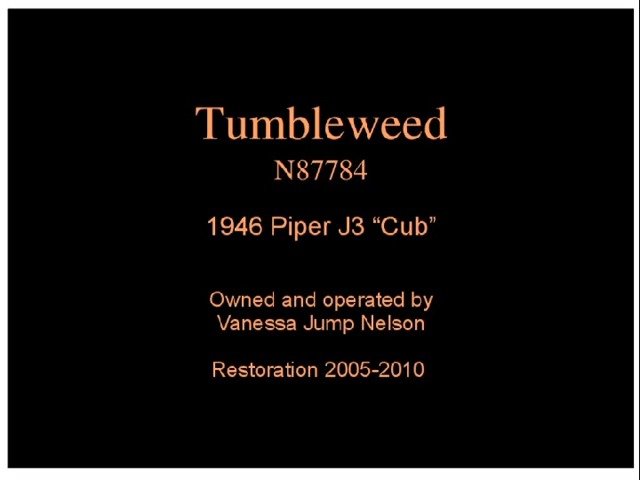 Tumbleweed
N87784
1946 Piper J3 “Cub”
Owned and operated by
Vanessa Jump Nelson
Restoration 2005-2010